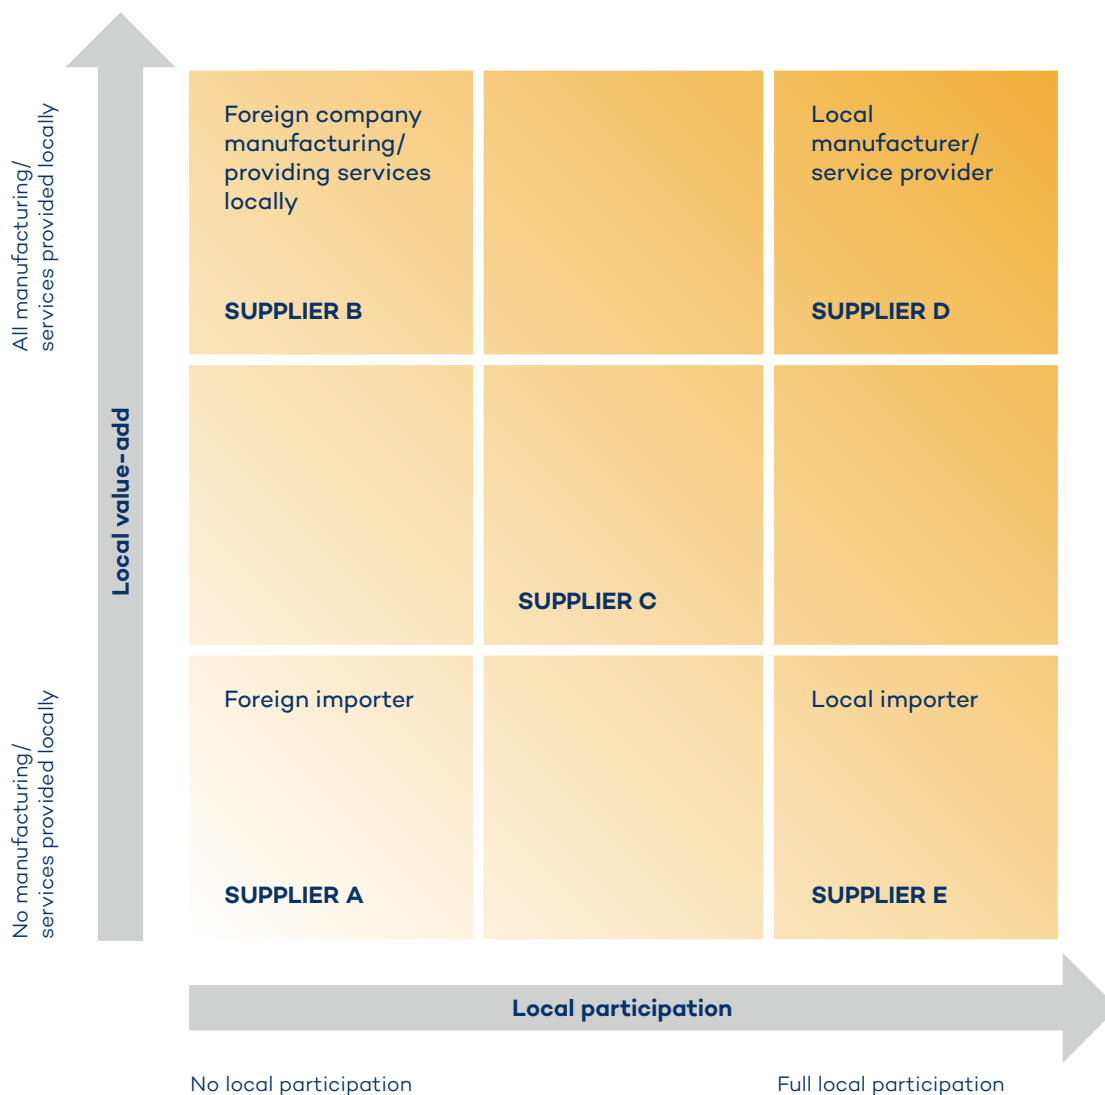 All manufacturing/
services provided locally
Local value-add
No manufacturing/
services provided locally
Foreign company
manufacturing/
providing services
locally
SUPPLIER B
Local
manufacturer/
service provider
SUPPLIER D
SUPPLIER C
Foreign importer
SUPPLIER A
Local importer
SUPPLIER E
Local participation
No local participation
Full local participation